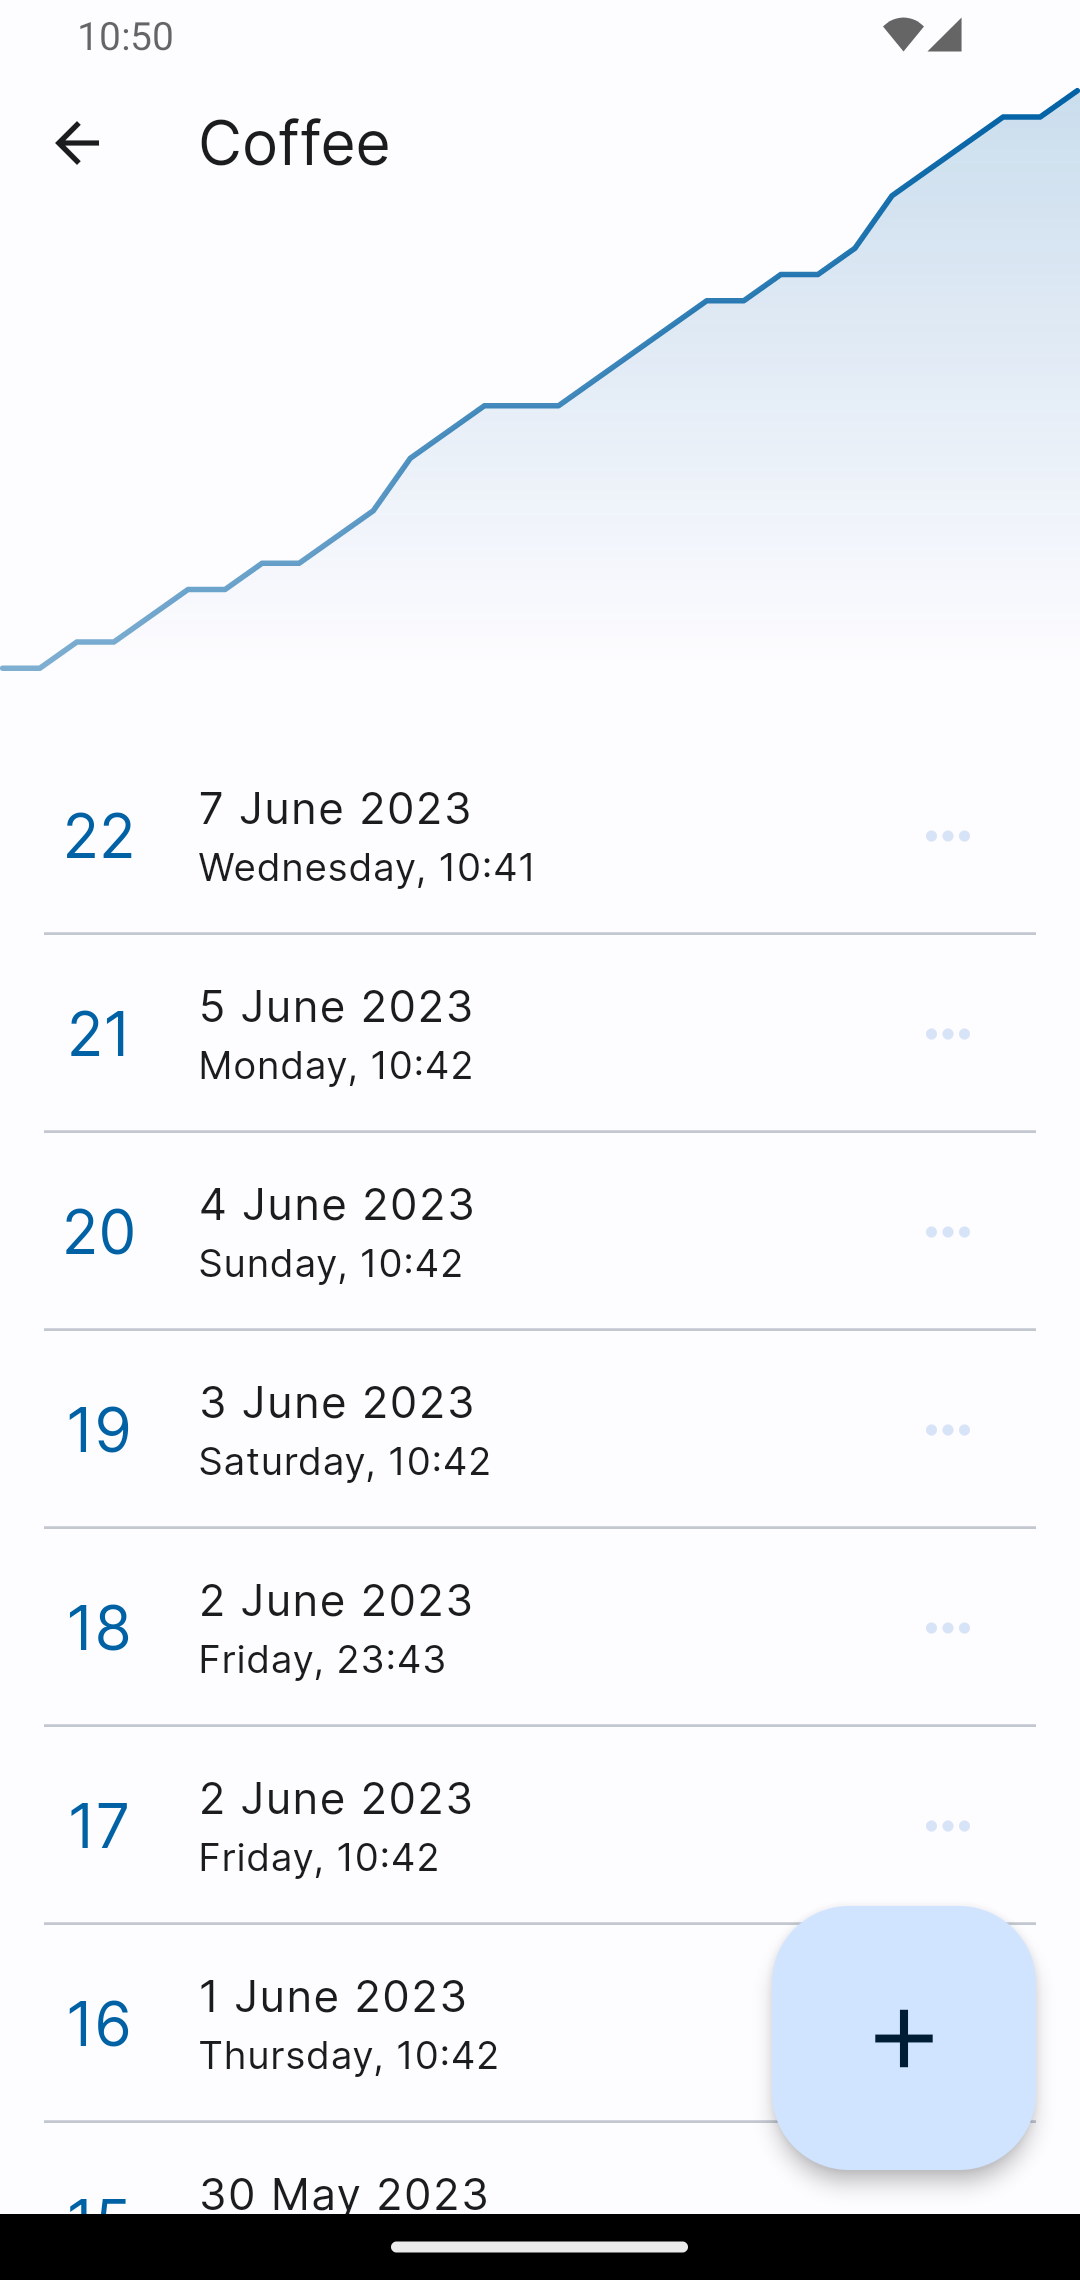 10:50
Coffee
22
7 June 2023
Wednesday, 10:41
21
5 June 2023
Monday, 10:42
20
4 June 2023
Sunday, 10:42
19
3 June 2023
Saturday, 10:42
18
2 June 2023
Friday, 23:43
17
2 June 2023
Friday, 10:42
16
1 June 2023
Thursday, 10:42
15
30 May 2023